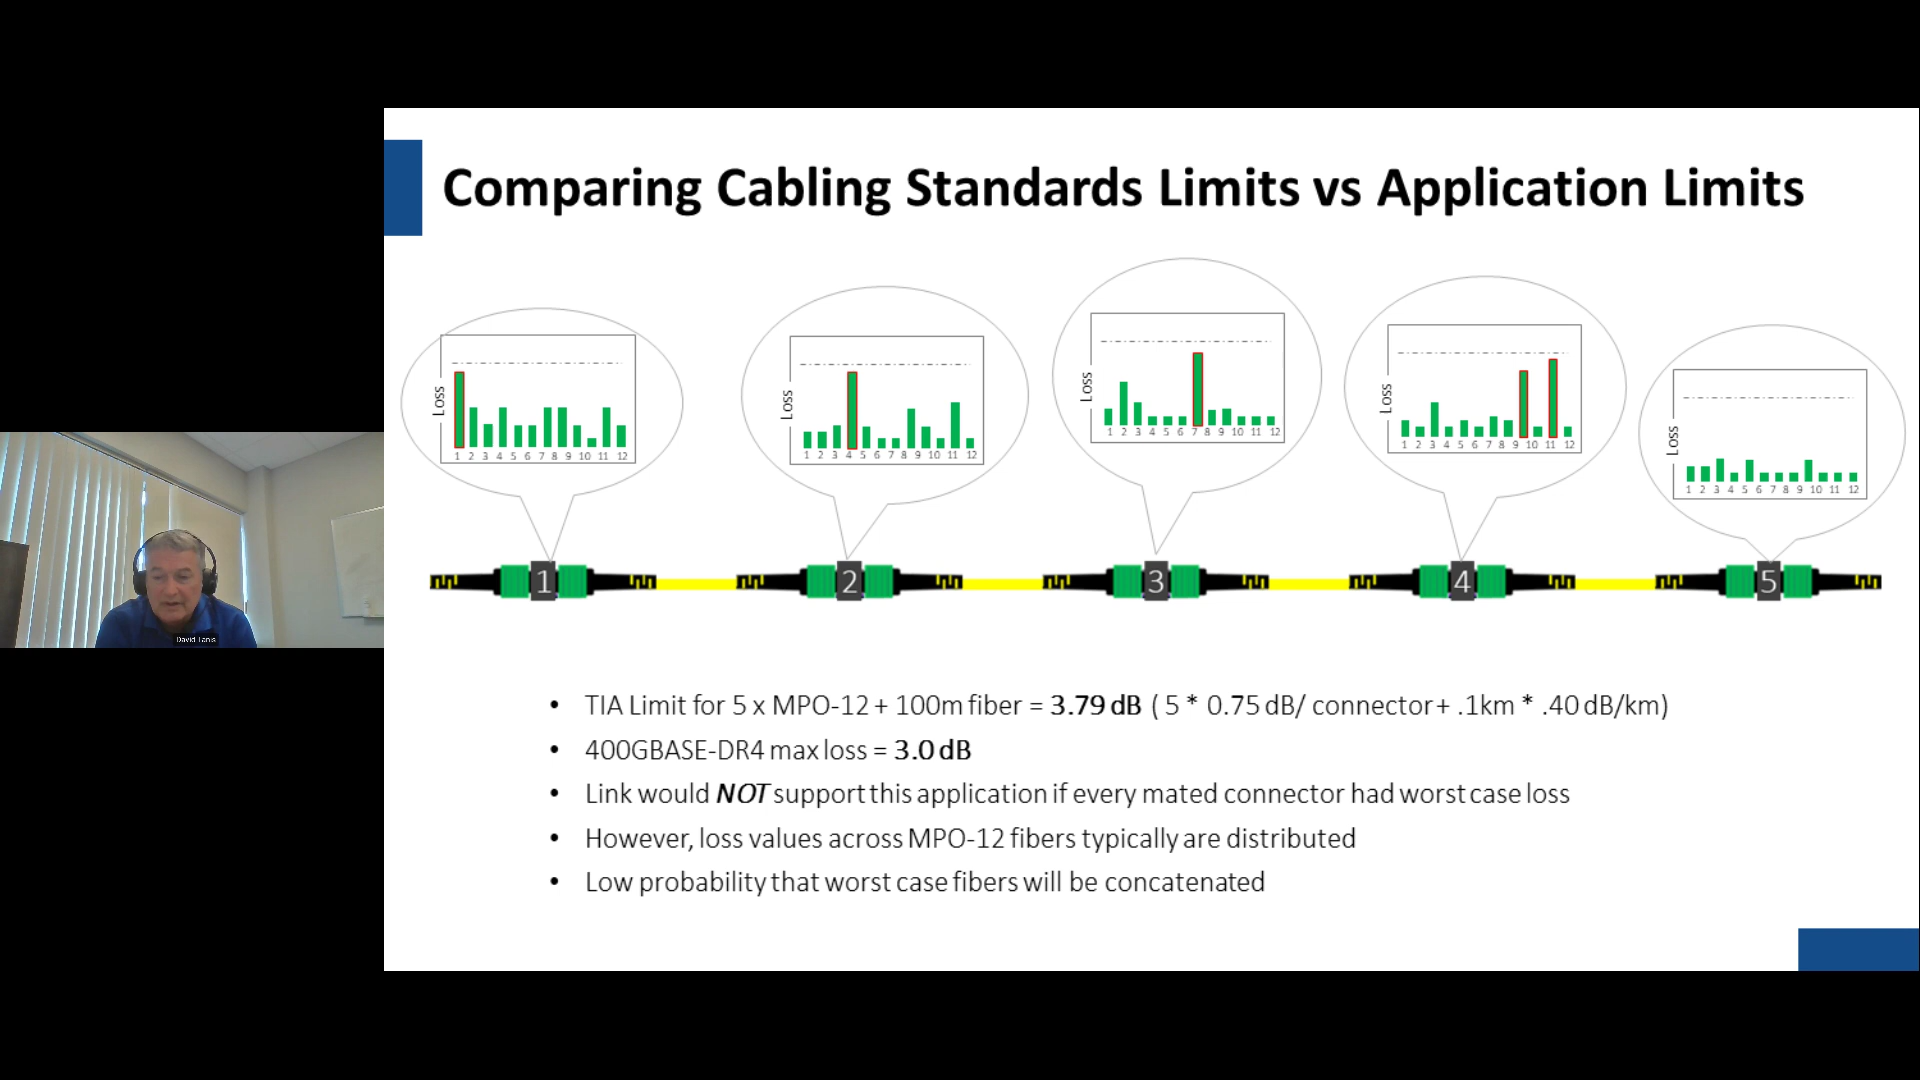 Comparing Cabling Standards Limits vs Application Limits
Loss
1 2 3 4 5 6 7 8 9 10 11 12
Loss
1 2 3 4 5 6 7 8 9 10 11 12
Loss
1 2 3 4 5 6 7 8 9 10 11 12
Loss
1 2 3 4 5 6 7 8 9 10 11 12
Loss
1 2 3 4 5 6 7 8 9 10 11 12
1 2 3 4 5
David Tanis
• TIA Limit for 5 x MPO-12 + 100m fiber = 3.79 dB ( 5 * 0.75 dB/ connector + .1km * .40 dB/km)
• 400GBASE-DR4 max loss = 3.0 dB
• Link would NOT support this application if every mated connector had worst case loss
• However, loss values across MPO-12 fibers typically are distributed
• Low probability that worst case fibers will be concatenated